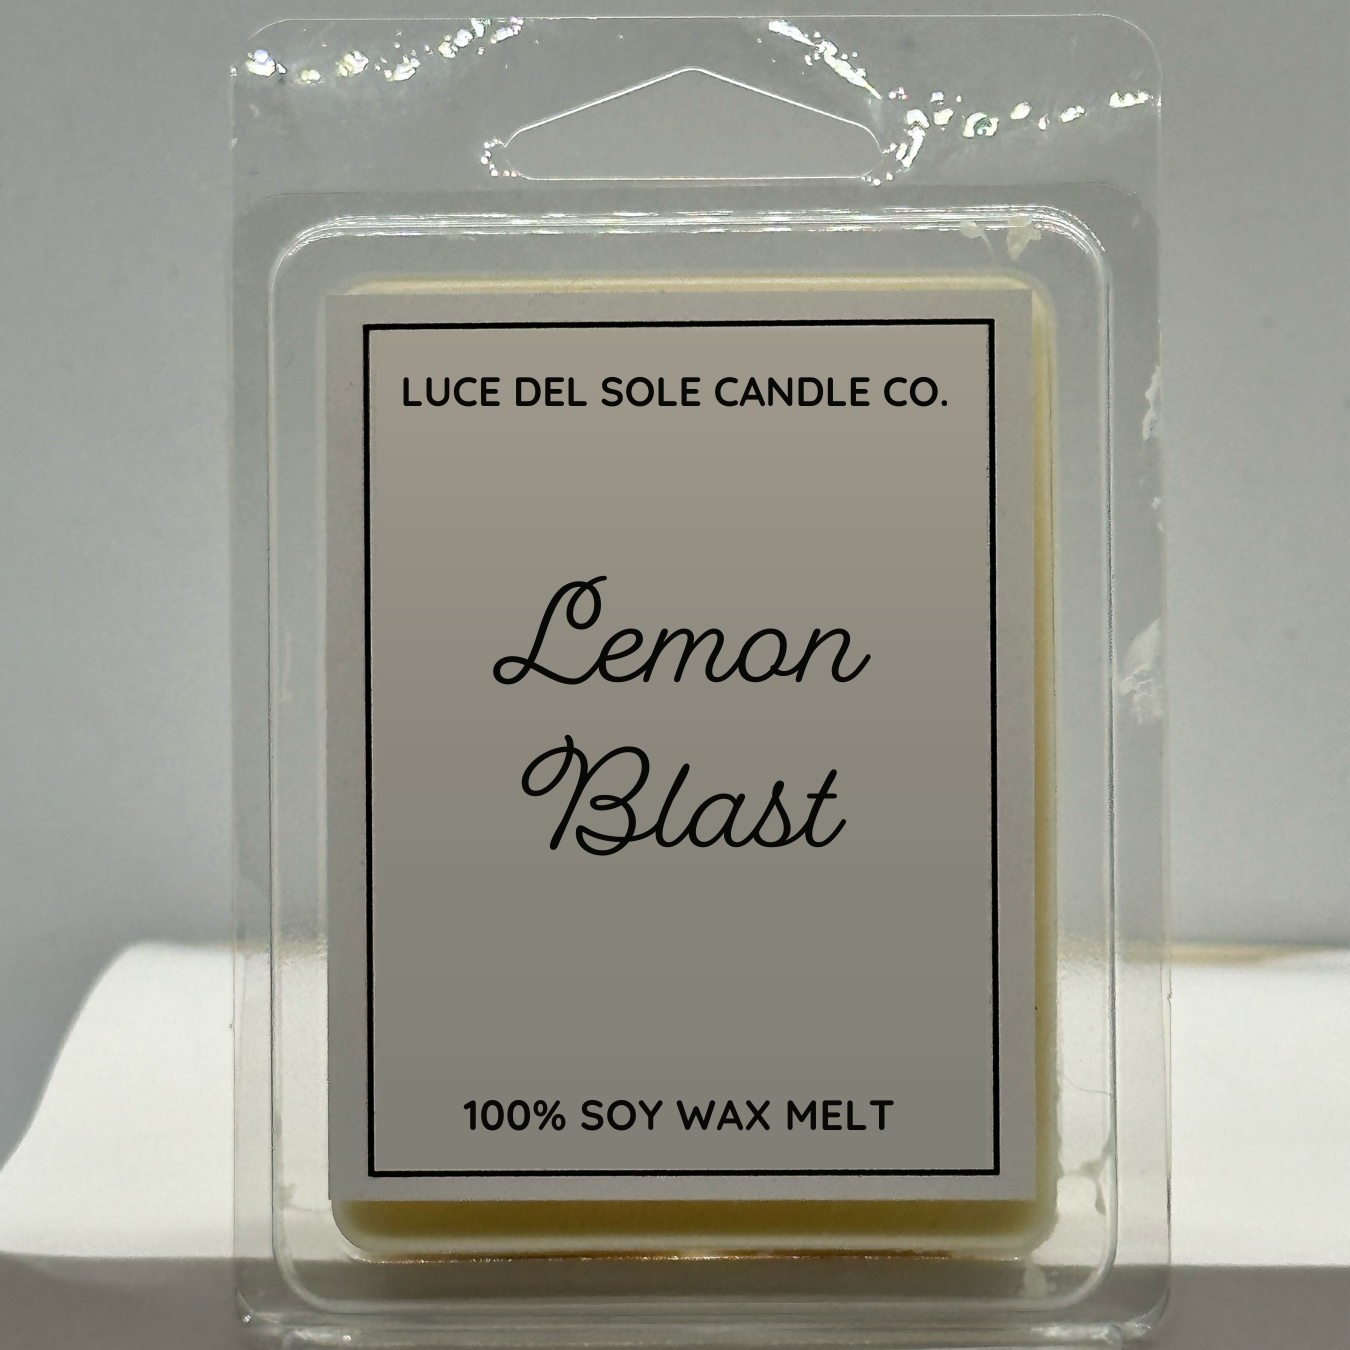 LUCE DEL SOLE CANDLE CO.
Lemon
Blast
100% SOY WAX MELT